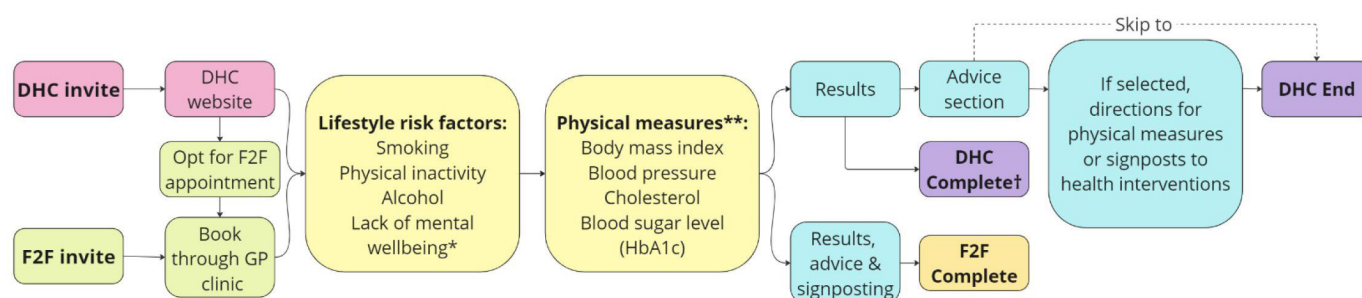 Skip to
DHC invite
DHC
website
Opt for F2F
appointment
F2F invite
Book
through GP
clinic
Lifestyle risk factors:
Smoking
Physical inactivity
Alcohol
Lack of mental
wellbeing*
Physical measures**:
Body mass index
Blood pressure
Cholesterol
Blood sugar level
(HbA1c)
Results
Advice
section
DHC
Complete†
Results,
advice &
signposting
F2F
Complete
If selected,
directions for
physical measures
or signposts to
health interventions
DHC End